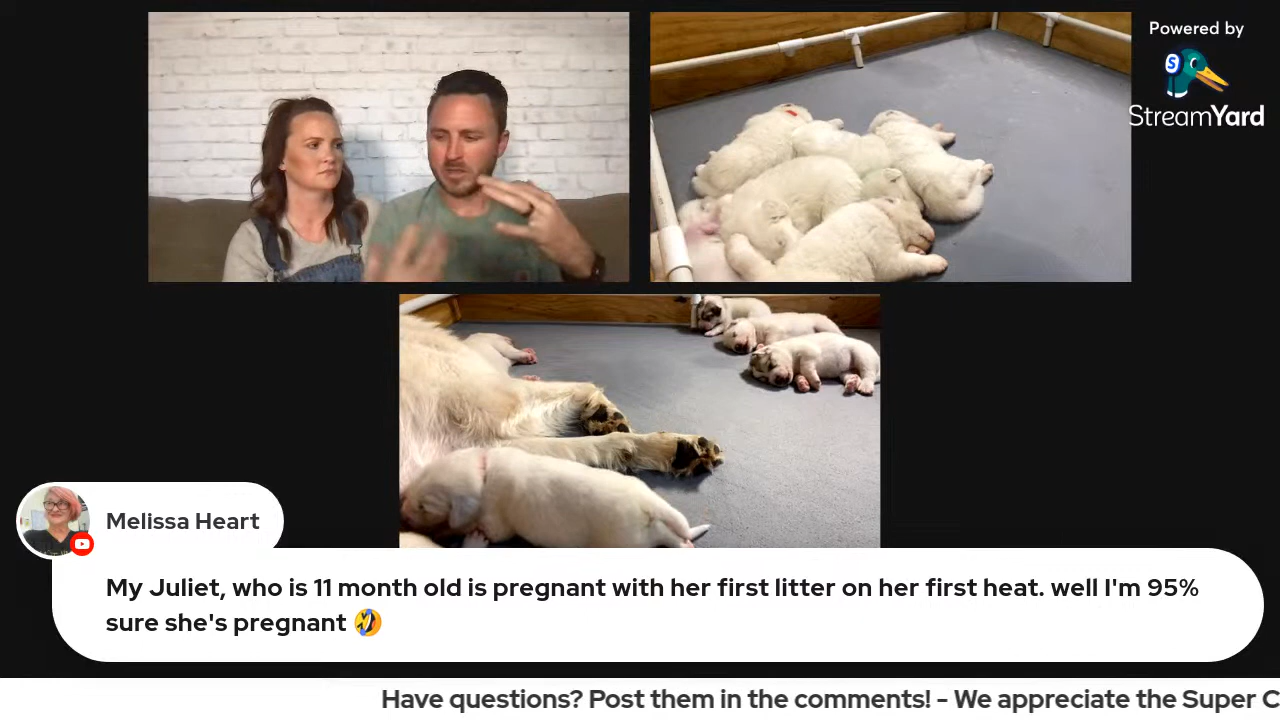 Powered by
StreamYard
Melissa Heart
My Juliet, who is 11 month old is pregnant with her first litter on her first heat. well I'm 95%
sure she's pregnant 🤣
Have questions? Post them in the comments! - We appreciate the Super C